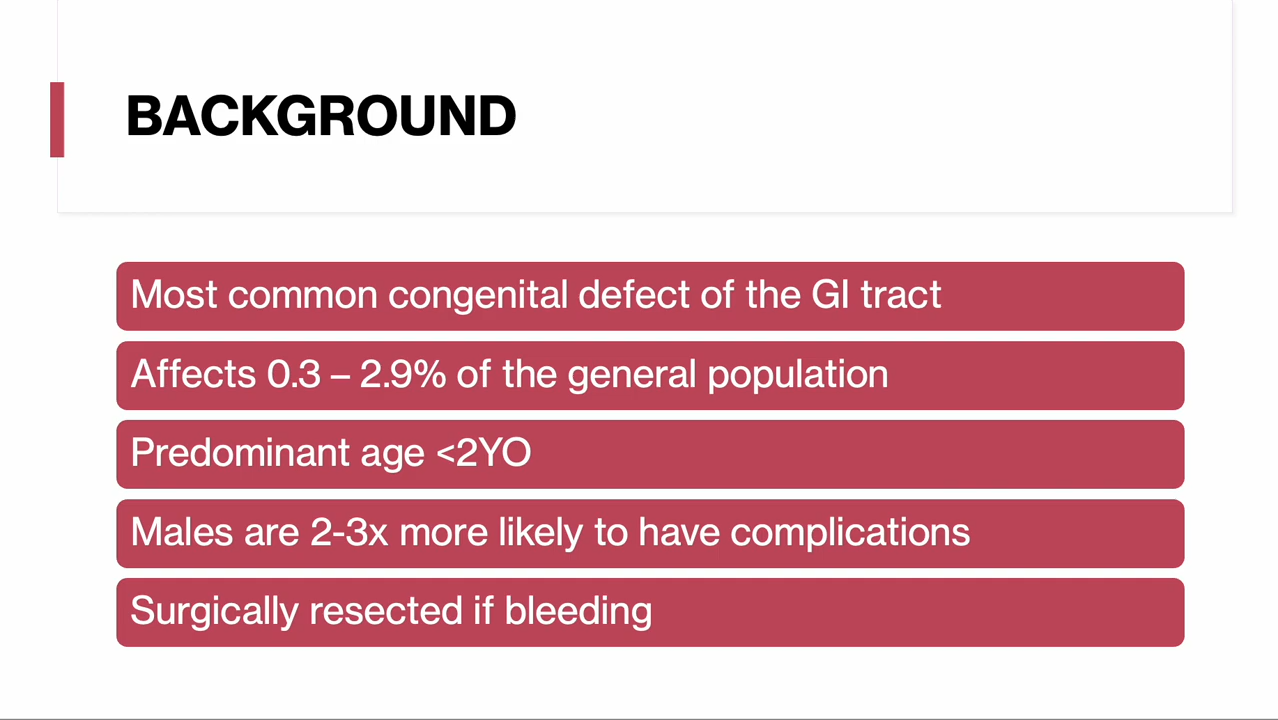 BACKGROUND
Most common congenital defect of the GI tract
Affects 0.3 – 2.9% of the general population
Predominant age <2YO
Males are 2-3x more likely to have complications
Surgically resected if bleeding